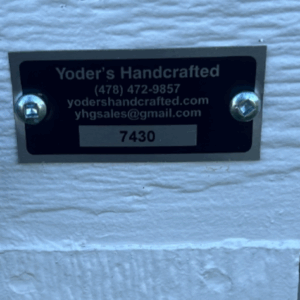 Yoder's Handcrafted
(478) 472-9857
yodershandcrafted.com
yhgsales@gmail.com
7430